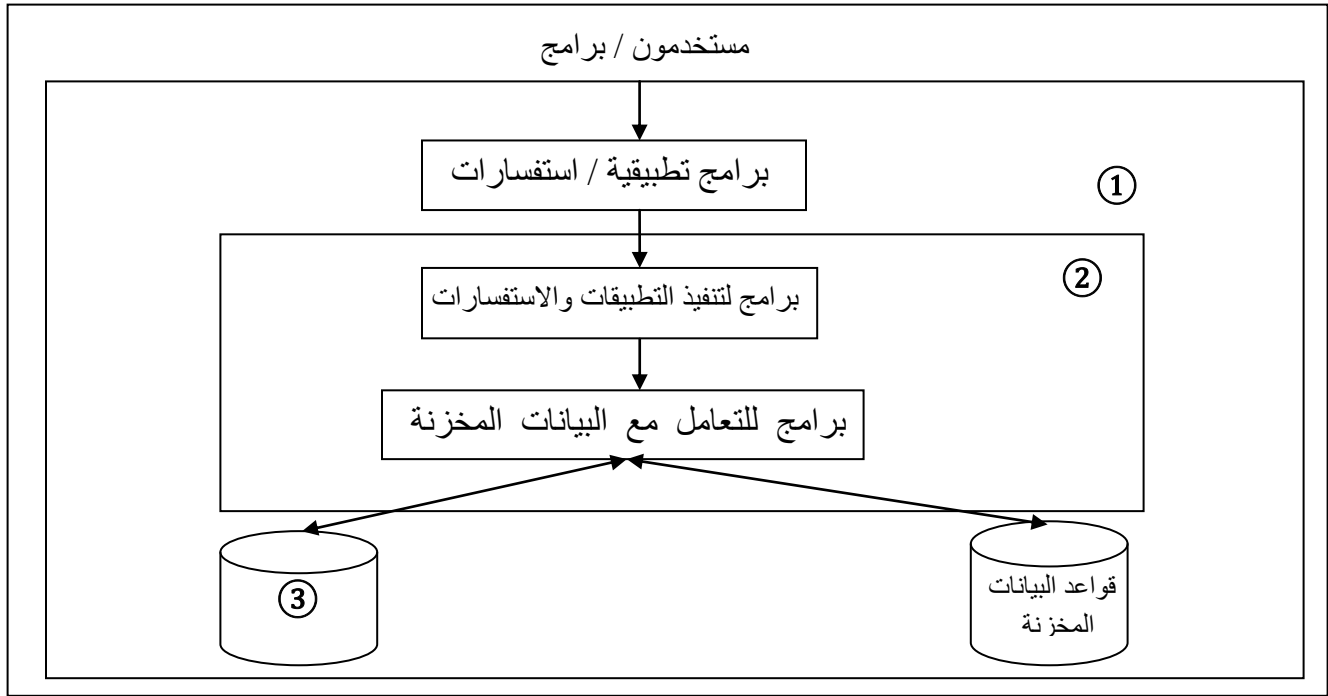 مستخدمون / برامج
برامج تطبيقية / استفسارات
①
②
برامج لتنفيذ التطبيقات والاستفسارات
برامج للتعامل مع البيانات المخزنة
③
قواعد البيانات
المخزنة